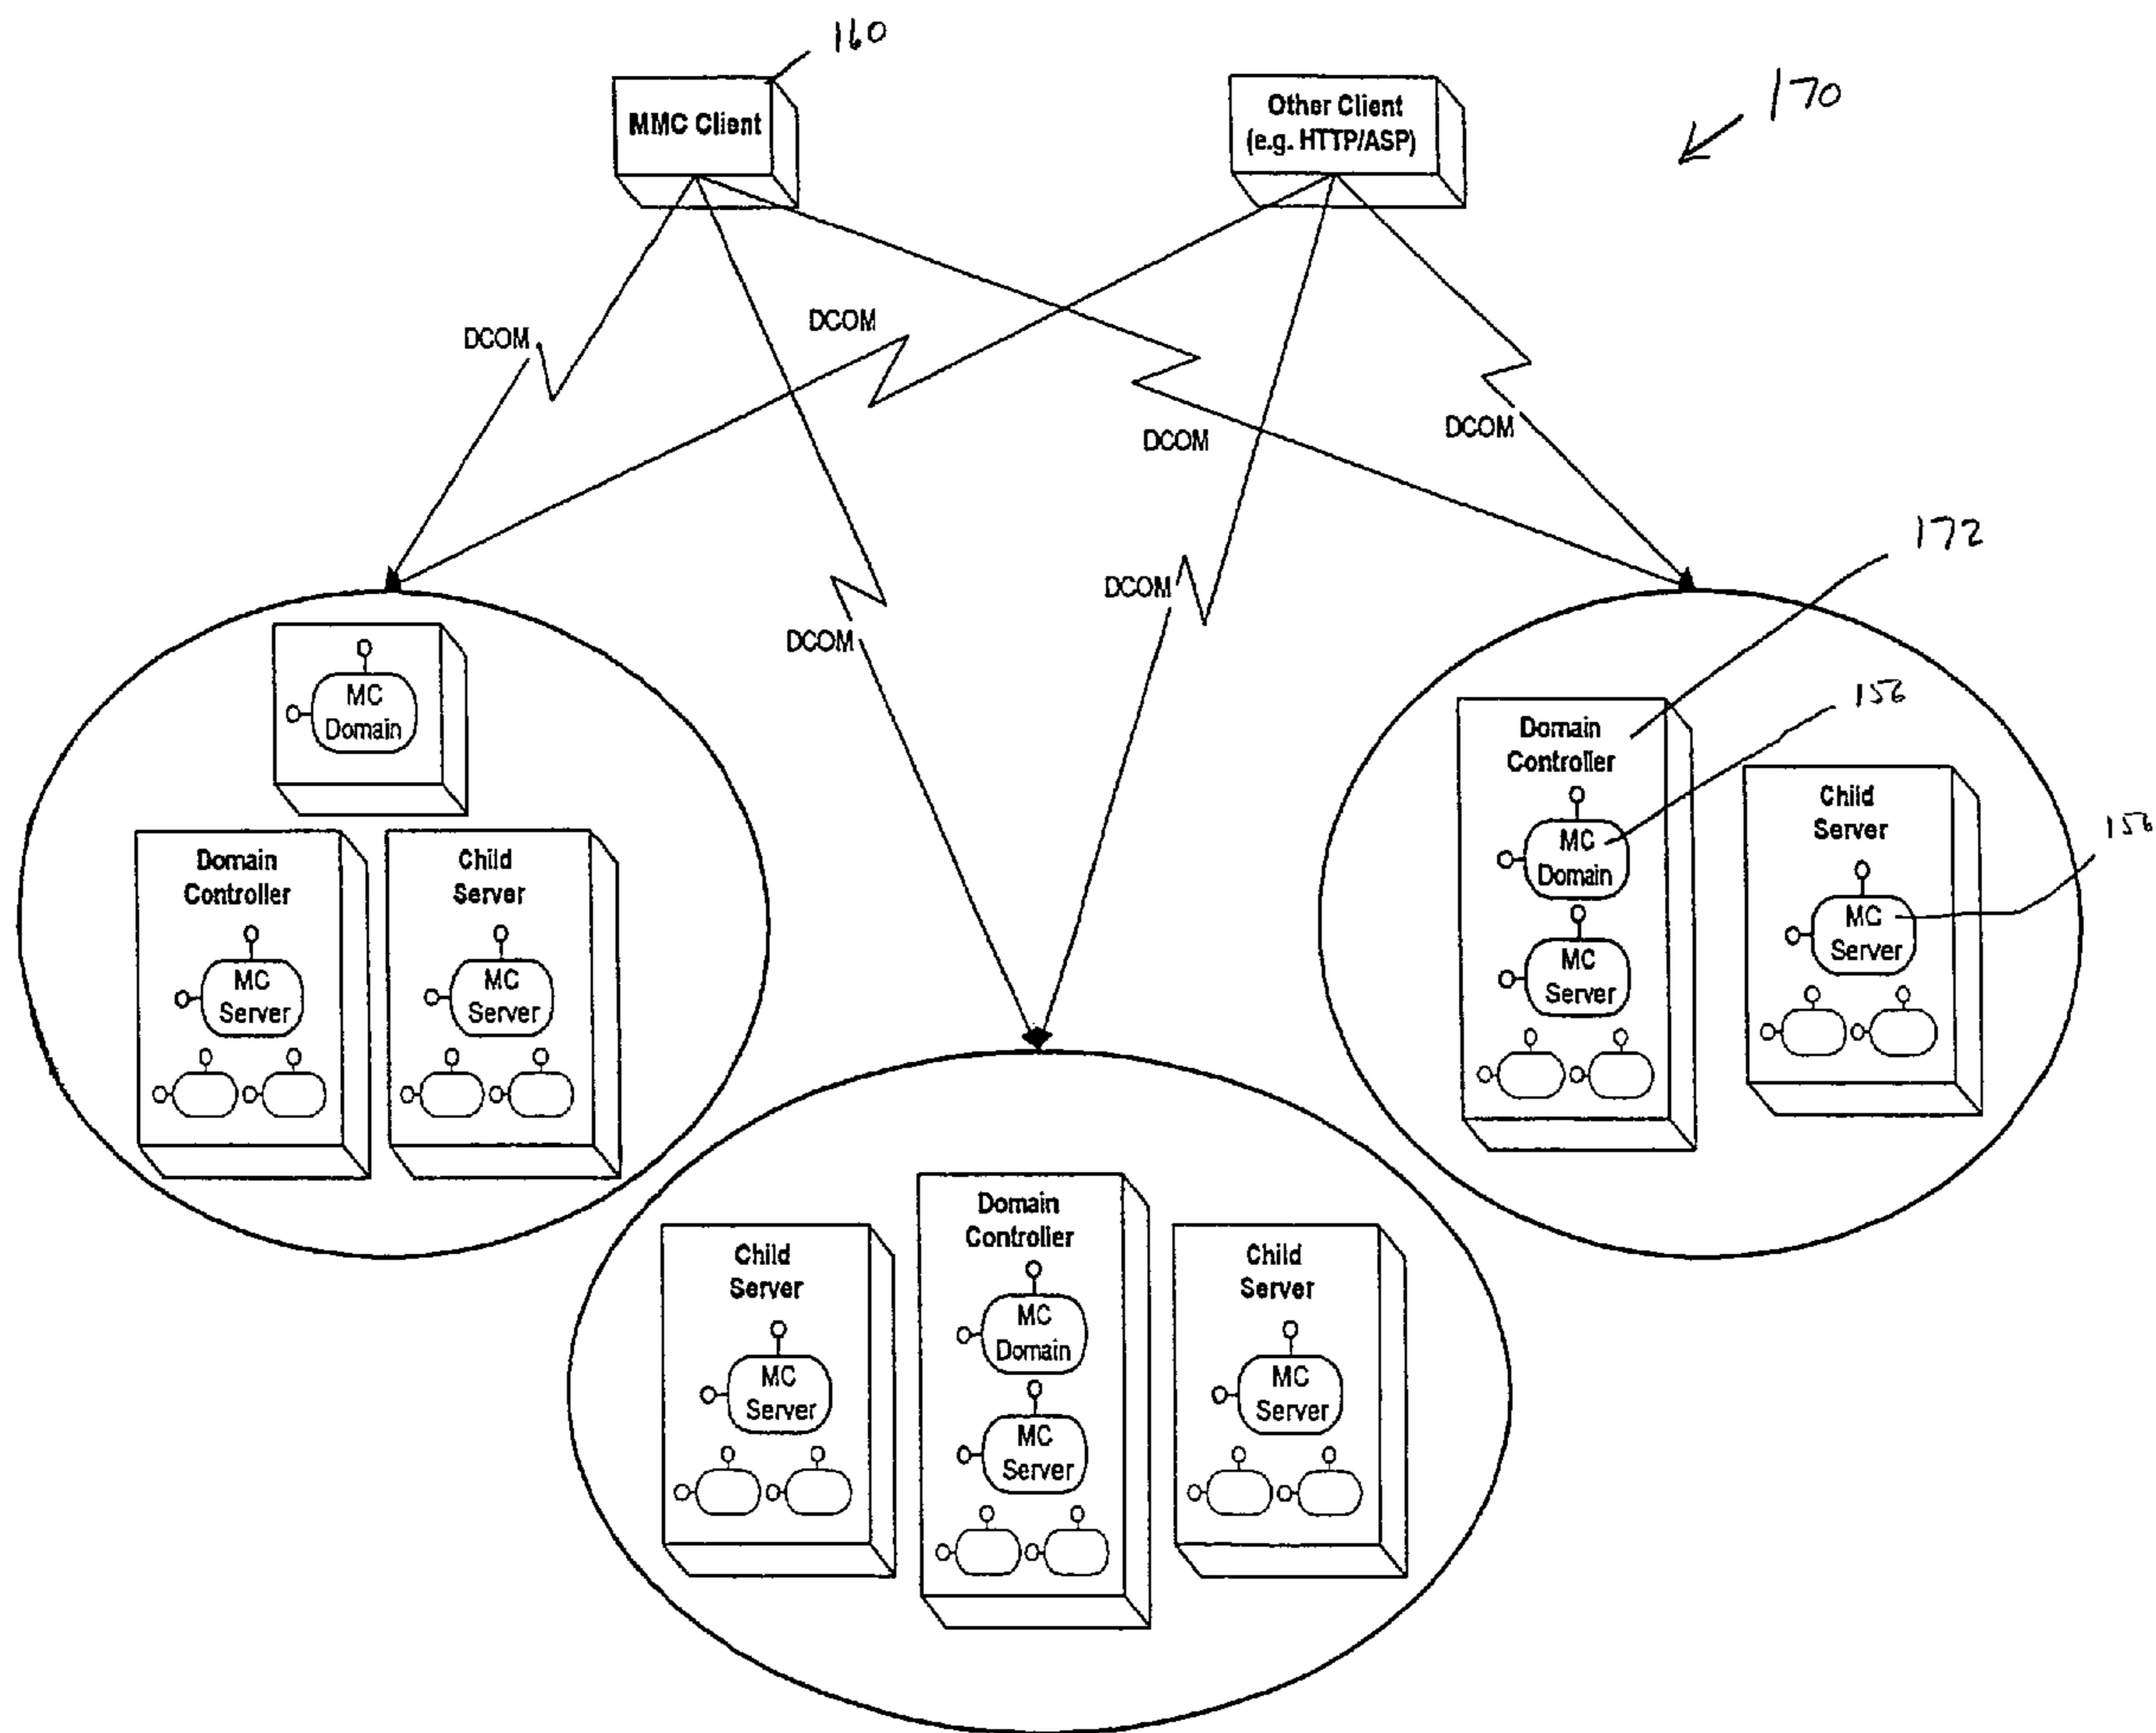 160
170
MMC Client
Other Client
(e.g. HTTP/ASP)
DCOM
DCOM
DCOM
DCOM
DCOM
DCOM
172
156
156
MC
Domain
Domain
Controller
MC
Server
Child
Server
MC
Server
Domain
Controller
MC
Domain
MC
Server
Child
Server
MC
Server
Child
Server
MC
Server
Domain
Controller
MC
Domain
MC
Server
Child
Server
MC
Server